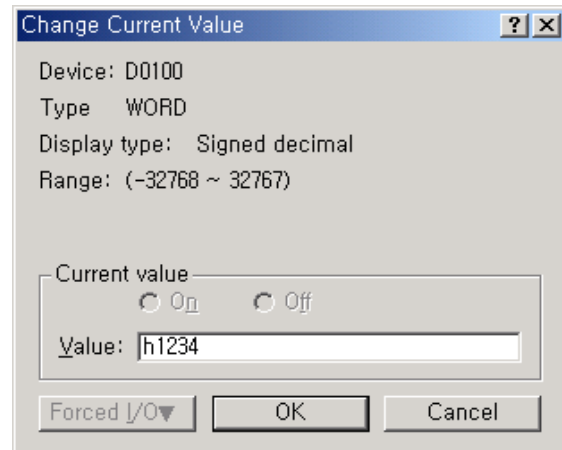 Change Current Value ? ×
Device: D0100
Type WORD
Display type: Signed decimal
Range: (-32768 ~ 32767)
Current value
On Off
Value: h1234
Forced I/O▼ OK Cancel